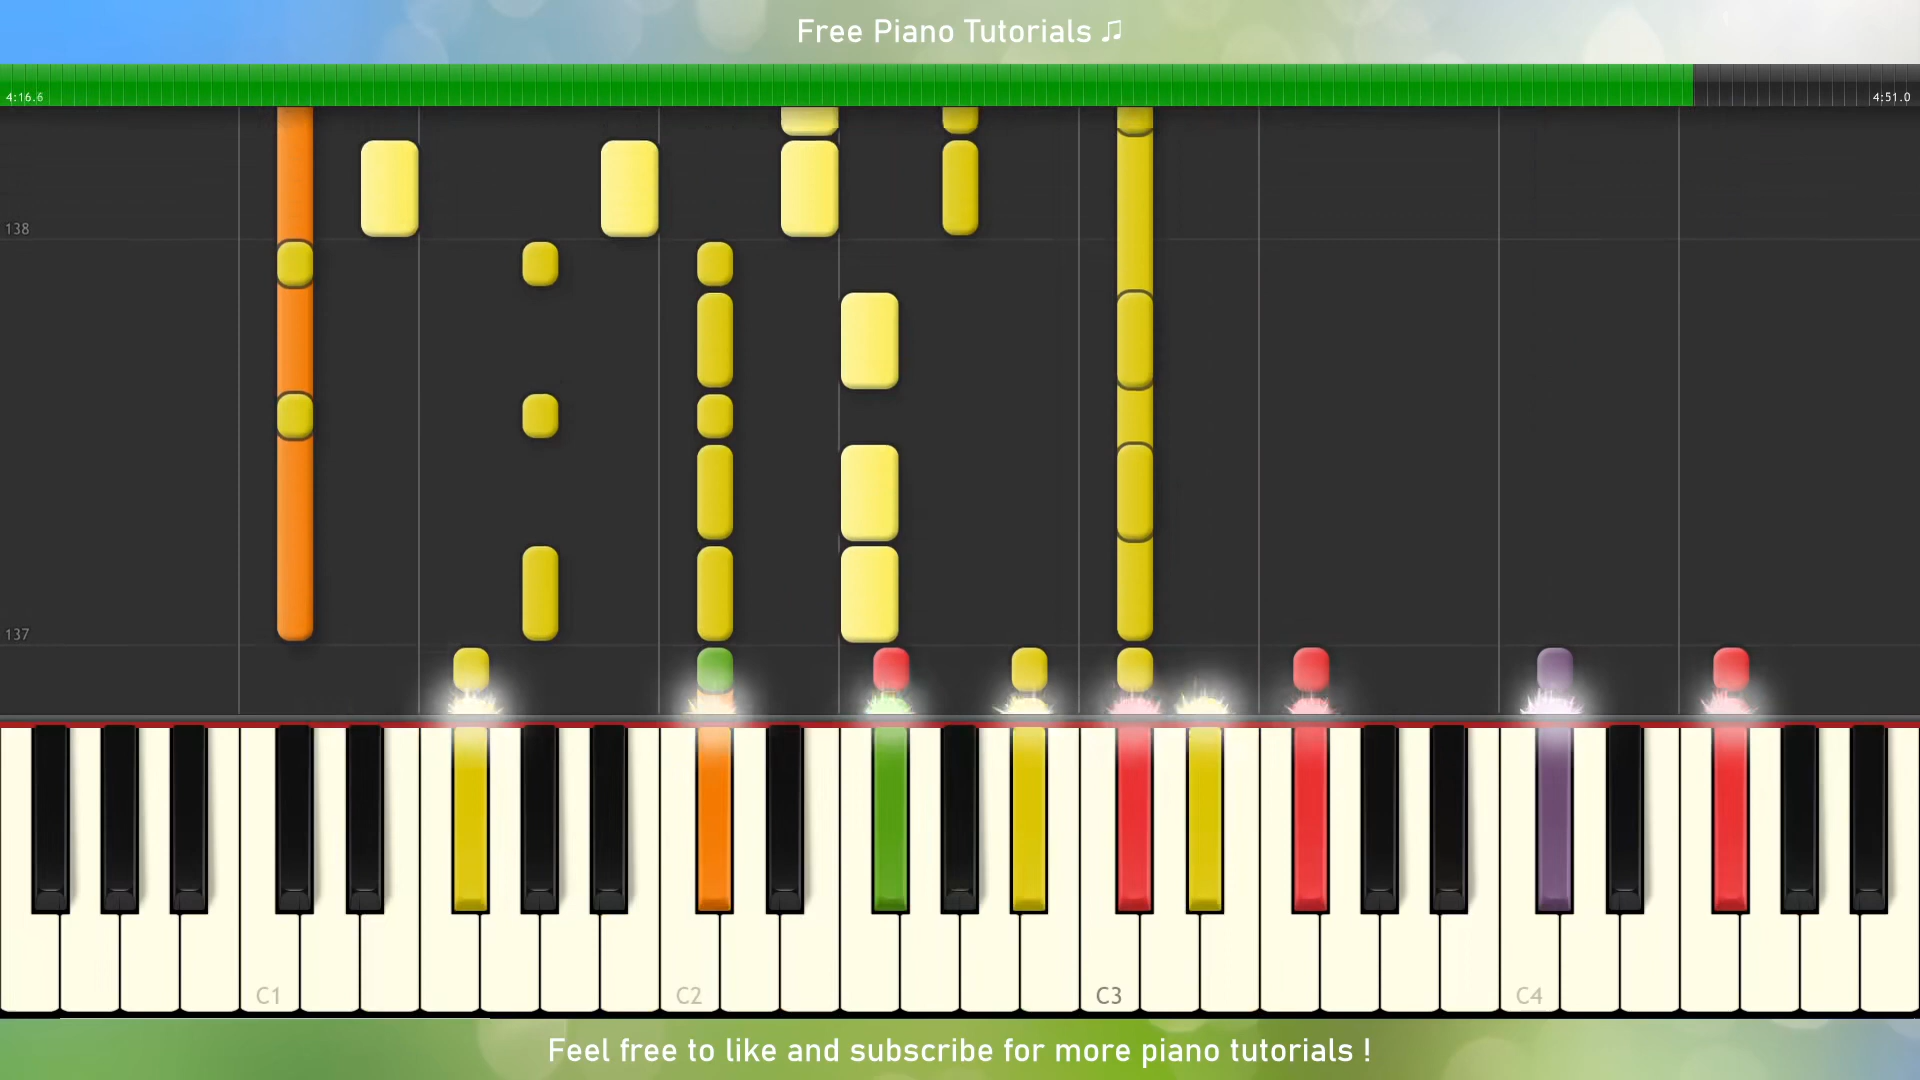 Free Piano Tutorials ♫
4:16.6 4:51.0
138
137
C1 C2 C3 C4
Feel free to like and subscribe for more piano tutorials !